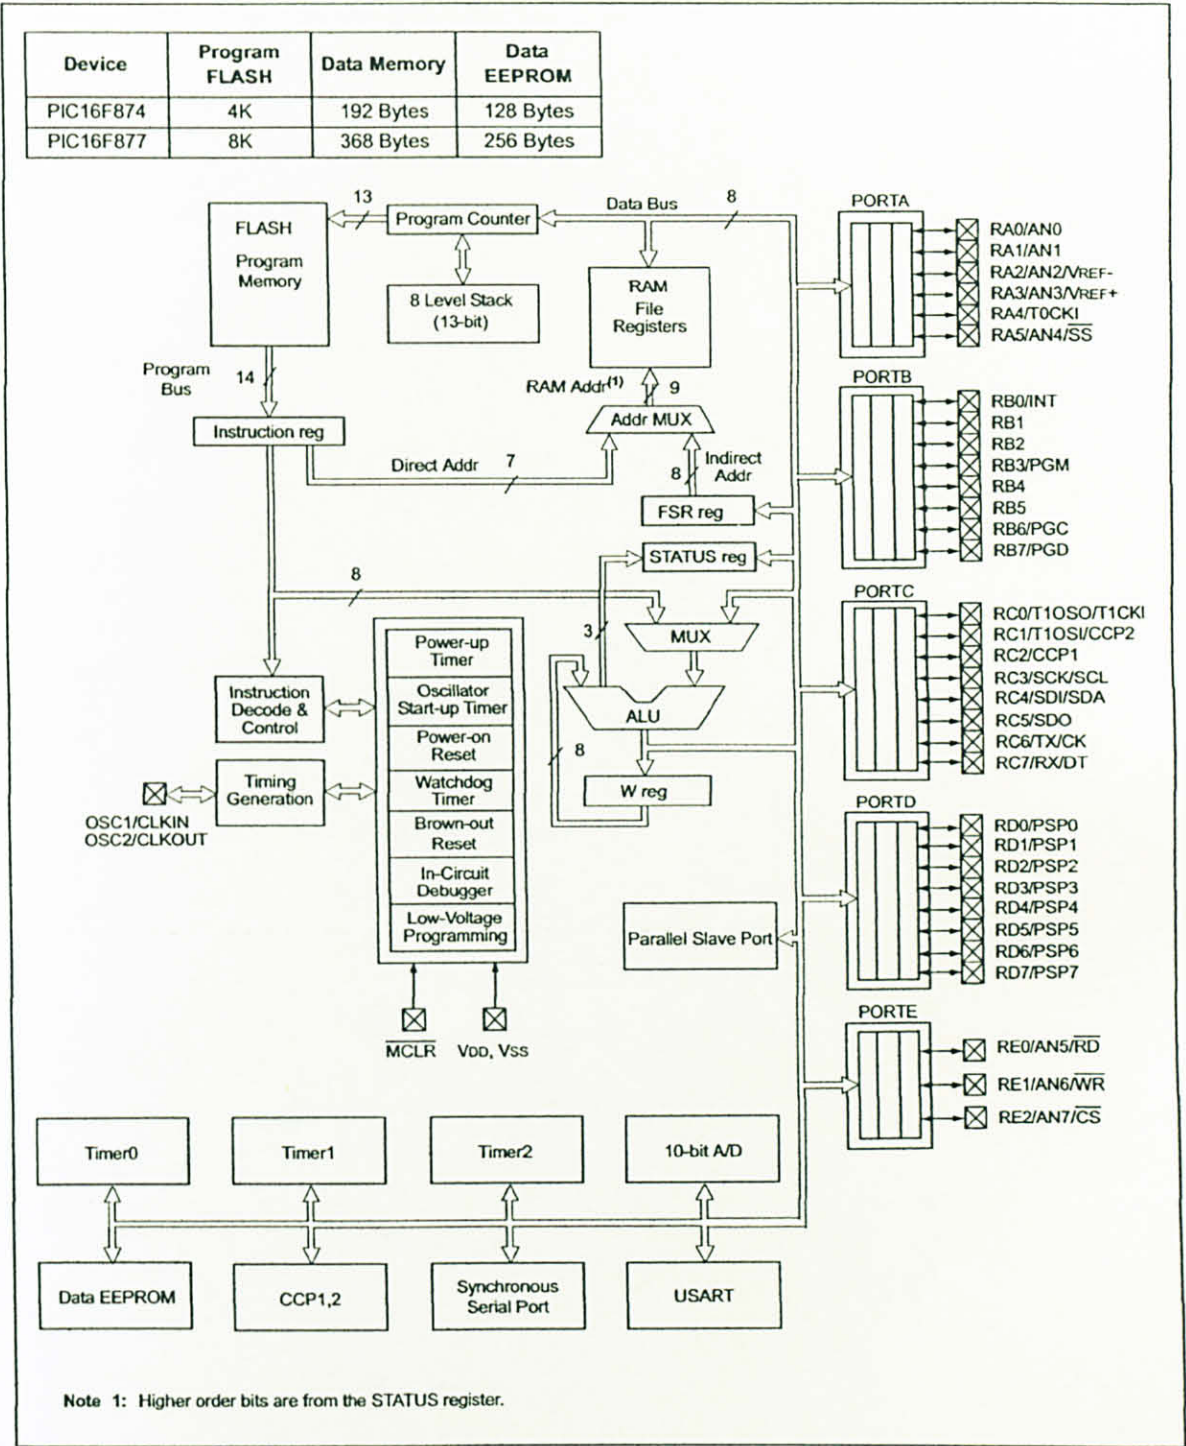 Device Program FLASH Data Memory Data EEPROM
PIC16F874 4K 192 Bytes 128 Bytes
PIC16F877 8K 368 Bytes 256 Bytes
FLASH
Program
Memory
13
Program Counter
8 Level Stack
(13-bit)
Data Bus
8
RAM
File
Registers
Program
Bus
14
RAM Addr(1)
9
Addr MUX
Instruction reg
Direct Addr
7
8
Indirect
Addr
FSR reg
STATUS reg
8
3
MUX
ALU
8
W reg
Instruction
Decode &
Control
Timing
Generation
OSC1/CLKIN
OSC2/CLKOUT
Power-up
Timer
Oscillator
Start-up Timer
Power-on
Reset
Watchdog
Timer
Brown-out
Reset
In-Circuit
Debugger
Low-Voltage
Programming
MCLR
VDD, VSS
Parallel Slave Port
PORTA
RA0/AN0
RA1/AN1
RA2/AN2/VREF-
RA3/AN3/VREF+
RA4/T0CKI
RA5/AN4/SS
PORTB
RB0/INT
RB1
RB2
RB3/PGM
RB4
RB5
RB6/PGC
RB7/PGD
PORTC
RC0/T1OSO/T1CKI
RC1/T1OSI/CCP2
RC2/CCP1
RC3/SCK/SCL
RC4/SDI/SDA
RC5/SDO
RC6/TX/CK
RC7/RX/DT
PORTD
RD0/PSP0
RD1/PSP1
RD2/PSP2
RD3/PSP3
RD4/PSP4
RD5/PSP5
RD6/PSP6
RD7/PSP7
PORTE
RE0/AN5/RD
RE1/AN6/WR
RE2/AN7/CS
Timer0
Timer1
Timer2
10-bit A/D
Data EEPROM
CCP1,2
Synchronous
Serial Port
USART
Note 1: Higher order bits are from the STATUS register.